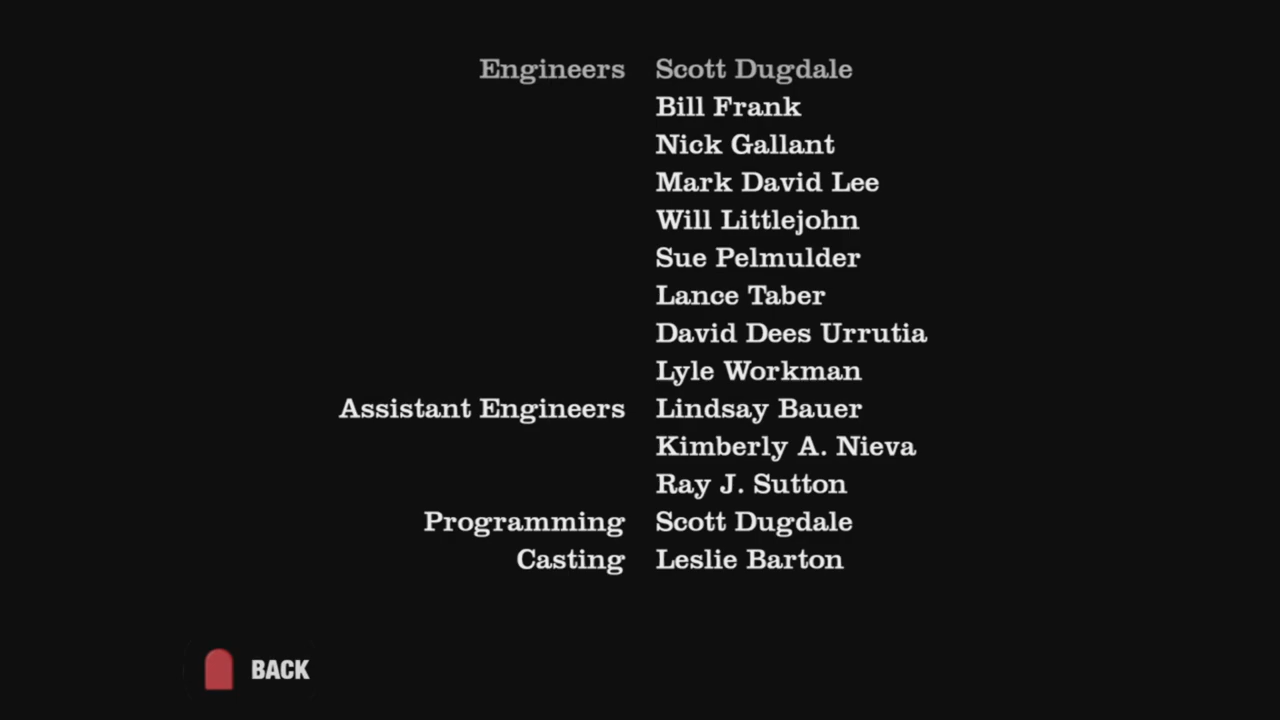 Engineers Scott Dugdale
Bill Frank
Nick Gallant
Mark David Lee
Will Littlejohn
Sue Pelmulder
Lance Taber
David Dees Urrutia
Lyle Workman
Assistant Engineers Lindsay Bauer
Kimberly A. Nieva
Ray J. Sutton
Programming Scott Dugdale
Casting Leslie Barton
BACK